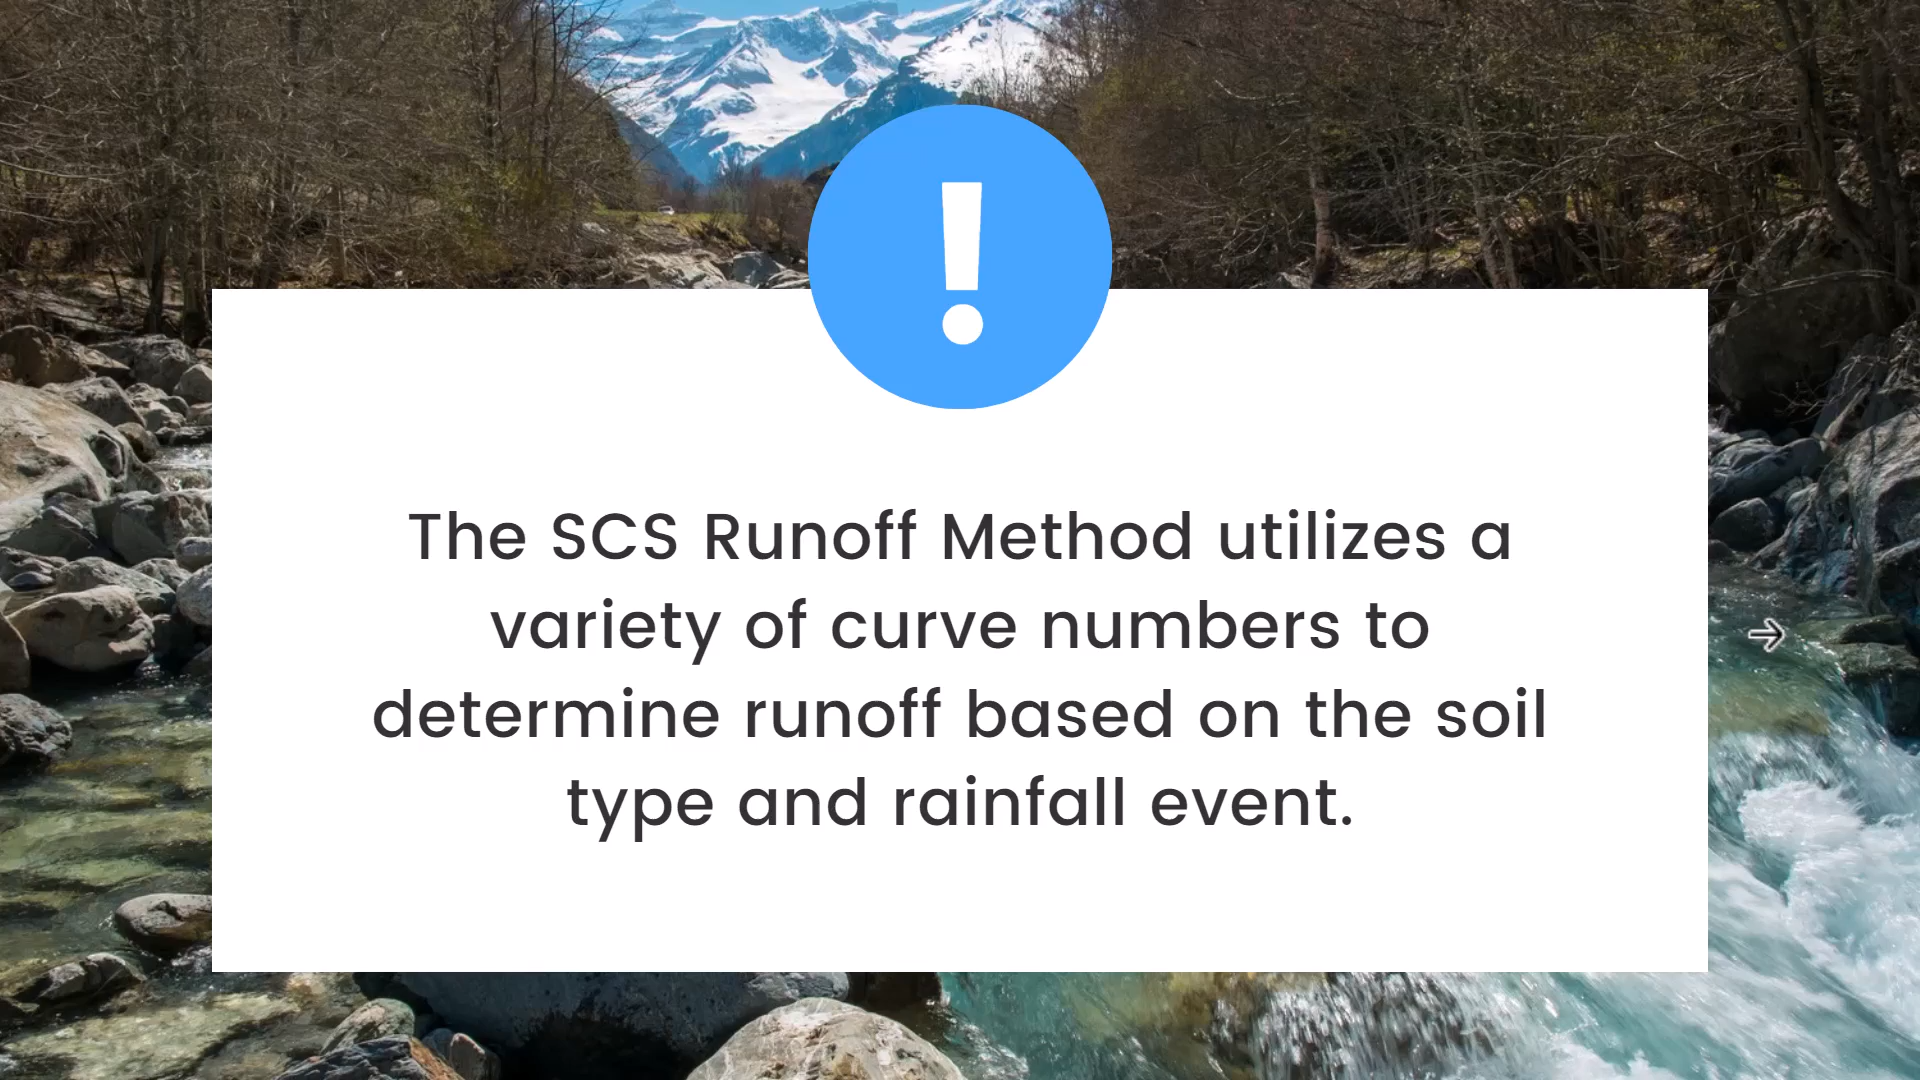 The SCS Runoff Method utilizes a
variety of curve numbers to
determine runoff based on the soil
type and rainfall event.